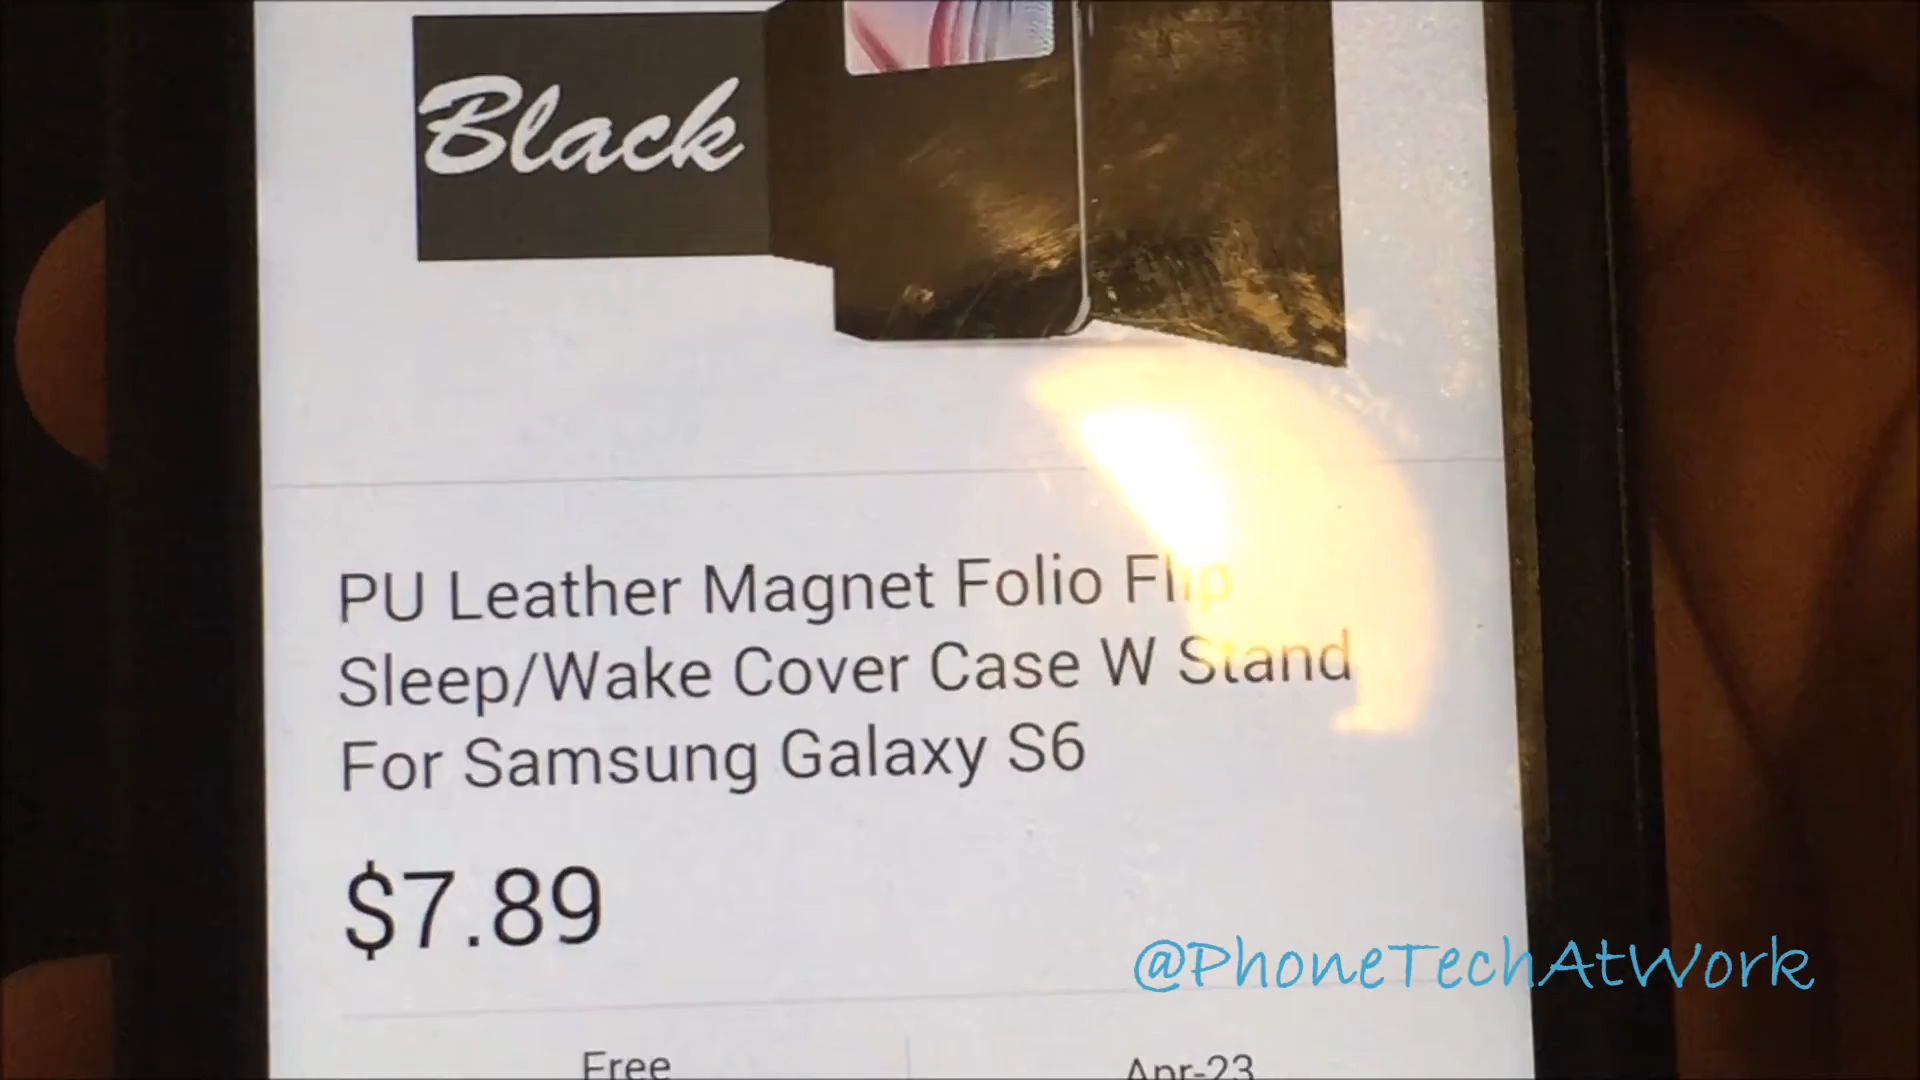 Black
PU Leather Magnet Folio Flip
Sleep/Wake Cover Case W Stand
For Samsung Galaxy S6
$7.89
@PhoneTechAtWork
Free
Apr-23